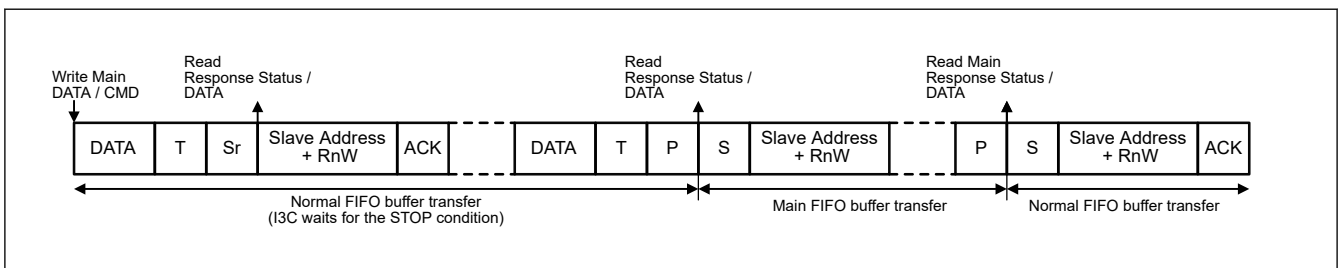 Write Main
DATA / CMD
Read
Response Status /
DATA
Read
Response Status /
DATA
Read Main
Response Status /
DATA
DATA
T
Sr
Slave Address
+ RnW
ACK
DATA
T
P
S
Slave Address
+ RnW
P
S
Slave Address
+ RnW
ACK
Normal FIFO buffer transfer
(I3C waits for the STOP condition)
Main FIFO buffer transfer
Normal FIFO buffer transfer